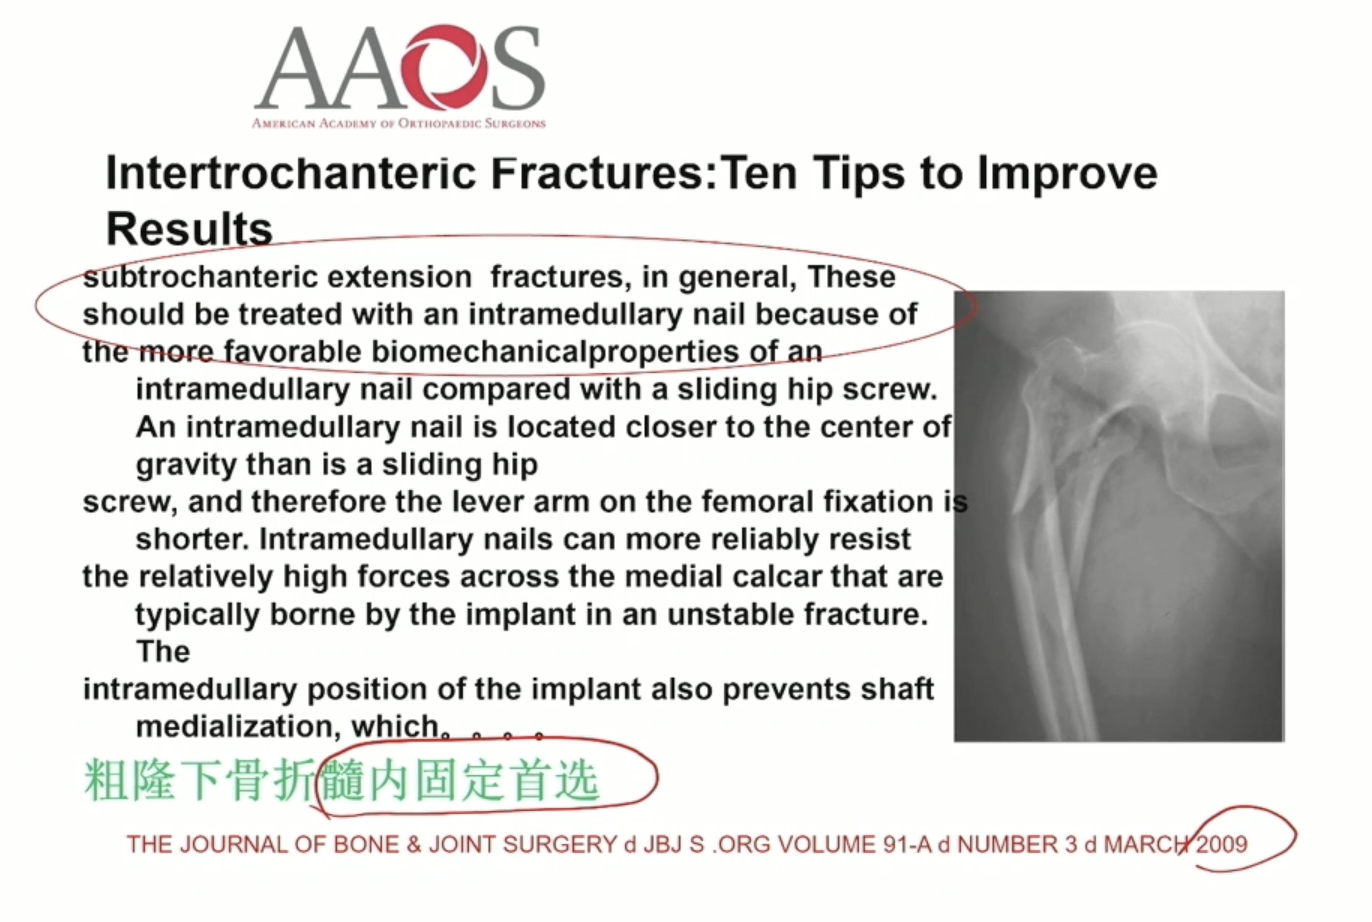 AAOS
AMERICAN ACADEMY OF ORTHOPAEDIC SURGEONS
Intertrochanteric Fractures:Ten Tips to Improve
Results
subtrochanteric extension fractures, in general, These
should be treated with an intramedullary nail because of
the more favorable biomechanicalproperties of an
intramedullary nail compared with a sliding hip screw.
An intramedullary nail is located closer to the center of
gravity than is a sliding hip
screw, and therefore the lever arm on the femoral fixation is
shorter. Intramedullary nails can more reliably resist
the relatively high forces across the medial calcar that are
typically borne by the implant in an unstable fracture.
The
intramedullary position of the implant also prevents shaft
medialization, which。。。。
粗隆下骨折髓内固定首选
THE JOURNAL OF BONE & JOINT SURGERY d JBJ S .ORG VOLUME 91-A d NUMBER 3 d MARCH 2009